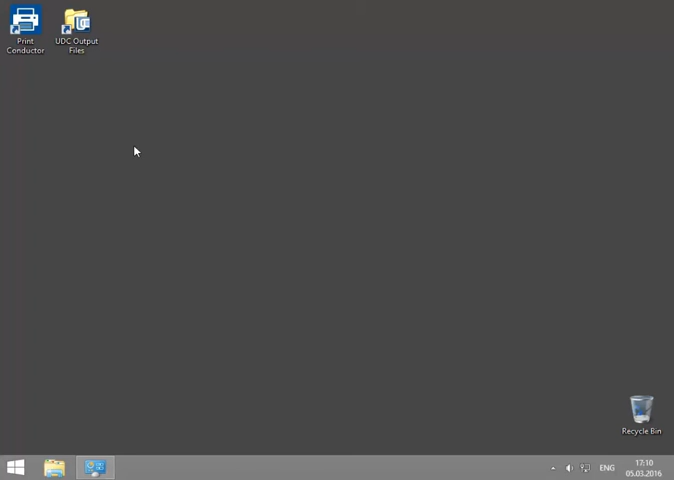 Print
Conductor
UDC Output
Files
Recycle Bin
ENG
17:10
05.03.2016